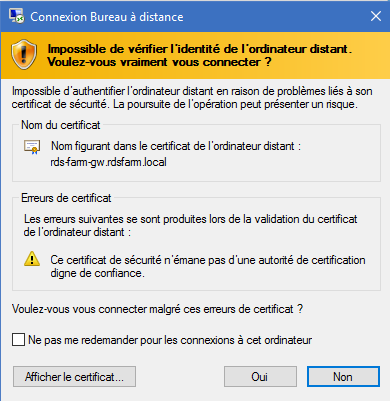 Connexion Bureau à distance
Impossible de vérifier l'identité de l'ordinateur distant.
Voulez-vous vraiment vous connecter ?
Impossible d'authentifier l'ordinateur distant en raison de problèmes liés à son
certificat de sécurité. La poursuite de l'opération peut présenter un risque.
Nom du certificat
Nom figurant dans le certificat de l'ordinateur distant :
rds-farm-gw.rdsfarm.local
Erreurs de certificat
Les erreurs suivantes se sont produites lors de la validation du certificat
de l'ordinateur distant :
Ce certificat de sécurité n'émane pas d'une autorité de certification
digne de confiance.
Voulez-vous vous connecter malgré ces erreurs de certificat ?
Ne pas me redemander pour les connexions à cet ordinateur
Afficher le certificat...
Oui
Non